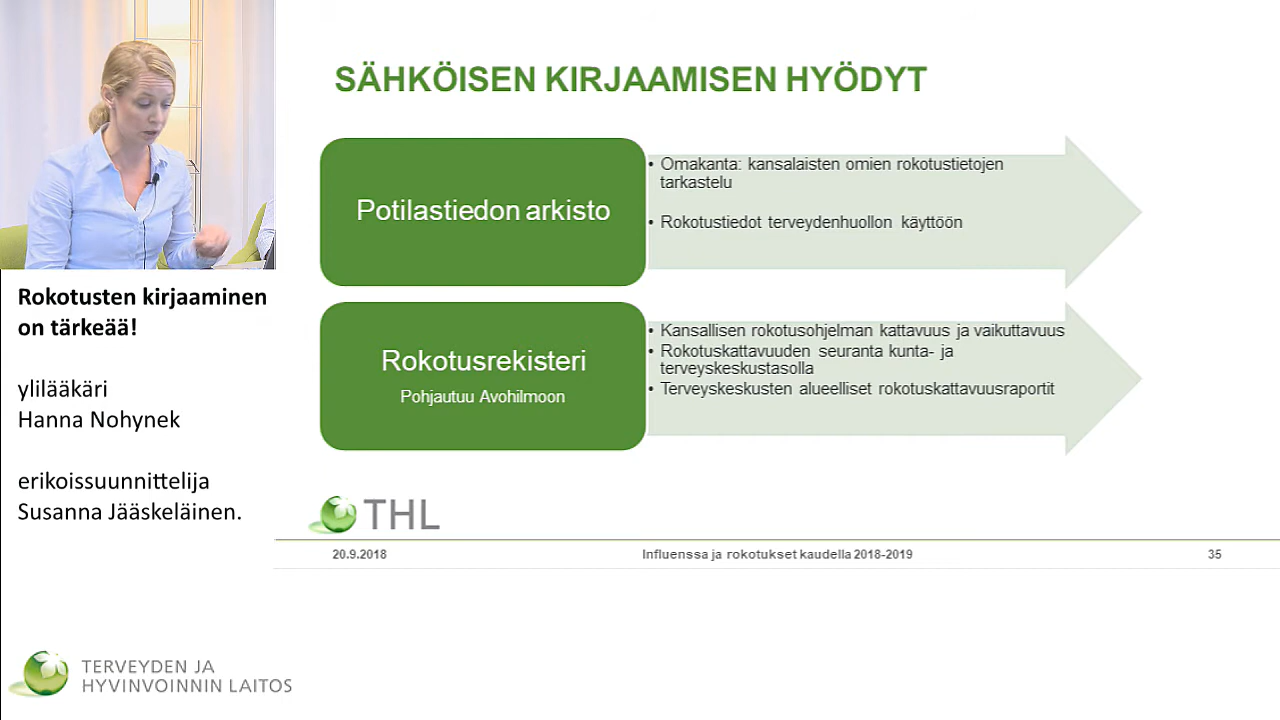 SÄHKÖISEN KIRJAAMISEN HYÖDYT
Potilastiedon arkisto
• Omakanta: kansalaisten omien rokotustietojen
tarkastelu
• Rokotustiedot terveydenhuollon käyttöön
Rokotusrekisteri
Pohjautuu Avohilmoon
• Kansallisen rokotusohjelman kattavuus ja vaikuttavuus
• Rokotuskattavuuden seuranta kunta- ja
terveyskeskustasolla
• Terveyskeskusten alueelliset rokotuskattavuusraportit
THL
20.9.2018
Influenssa ja rokotukset kaudella 2018-2019
35
Rokotusten kirjaaminen
on tärkeää!
ylilääkäri
Hanna Nohynek
erikoissuunnittelija
Susanna Jääskeläinen.
TERVEYDEN JA
HYVINVOINNIN LAITOS